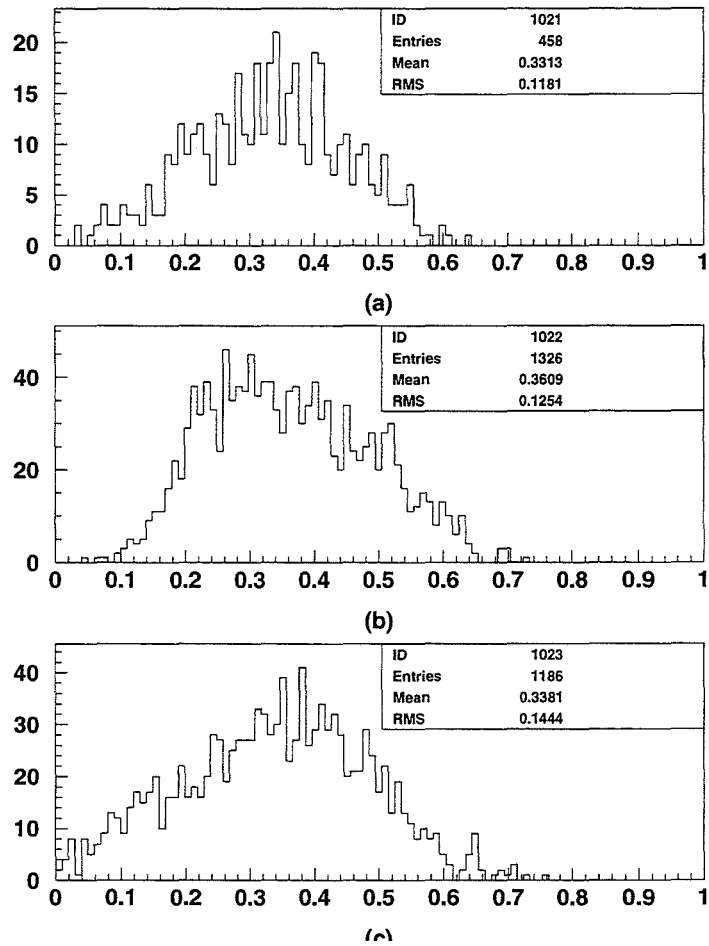 ID 1021
Entries 458
Mean 0.3313
RMS 0.1181
20
15
10
5
0
0 0.1 0.2 0.3 0.4 0.5 0.6 0.7 0.8 0.9 1
(a)
ID 1022
Entries 1326
Mean 0.3609
RMS 0.1254
40
20
0
0 0.1 0.2 0.3 0.4 0.5 0.6 0.7 0.8 0.9 1
(b)
ID 1023
Entries 1186
Mean 0.3381
RMS 0.1444
40
30
20
10
0
0 0.1 0.2 0.3 0.4 0.5 0.6 0.7 0.8 0.9 1
(c)